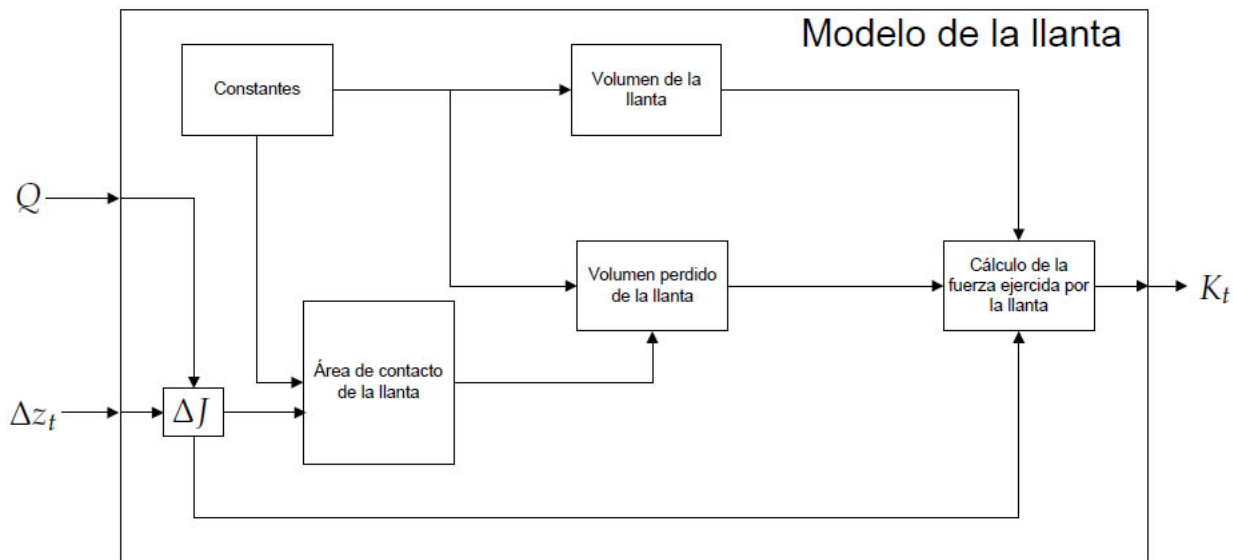 Modelo de la llanta
Constantes
Volumen de la
llanta
Q
Volumen perdido
de la llanta
Cálculo de la
fuerza ejercida por
la llanta
K_t
Área de contacto
de la llanta
Δz_t
ΔJ